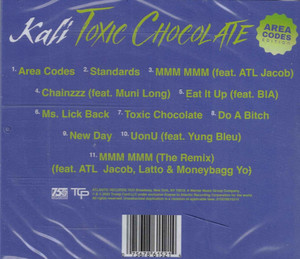 Kali TOXIC CHOCOLATE
AREA
CODES
EDITION
1. Area Codes 2. Standards 3. MMM MMM (feat. ATL Jacob)
4. Chainzzz (feat. Muni Long) 5. Eat It Up (feat. BIA)
6. Ms. Lick Back 7. Toxic Chocolate 8. Do A Bitch
9. New Day 10. UonU (feat. Yung Bleu)
11. MMM MMM (The Remix)
(feat. ATL Jacob, Latto & Moneybagg Yo)